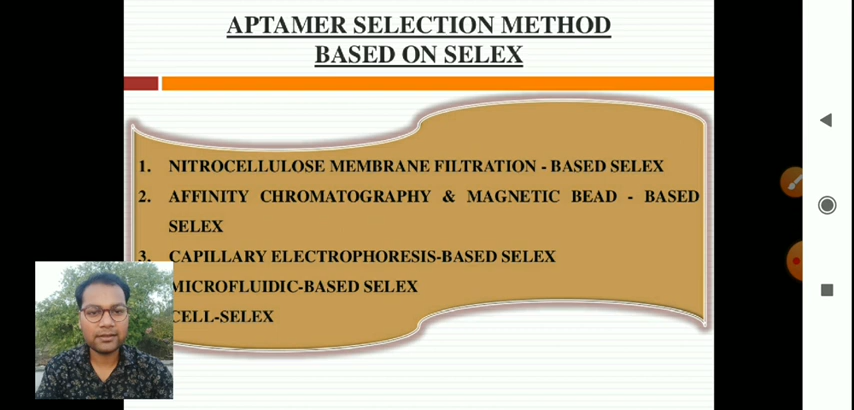 APTAMER SELECTION METHOD
BASED ON SELEX
1. NITROCELLULOSE MEMBRANE FILTRATION - BASED SELEX
2. AFFINITY CHROMATOGRAPHY & MAGNETIC BEAD - BASED
SELEX
3. CAPILLARY ELECTROPHORESIS-BASED SELEX
MICROFLUIDIC-BASED SELEX
CELL-SELEX